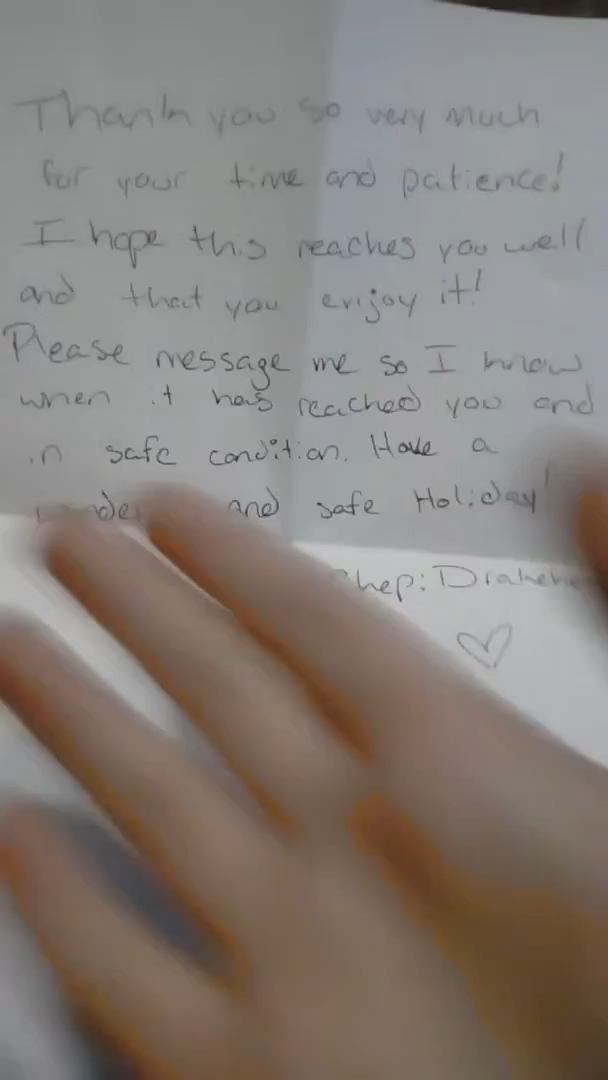 Thank you so very much
for your time and patience!
I hope this reaches you well
and that you enjoy it!
Please message me so I know
when it has reached you and
in safe condition. Have a
and safe Holiday!